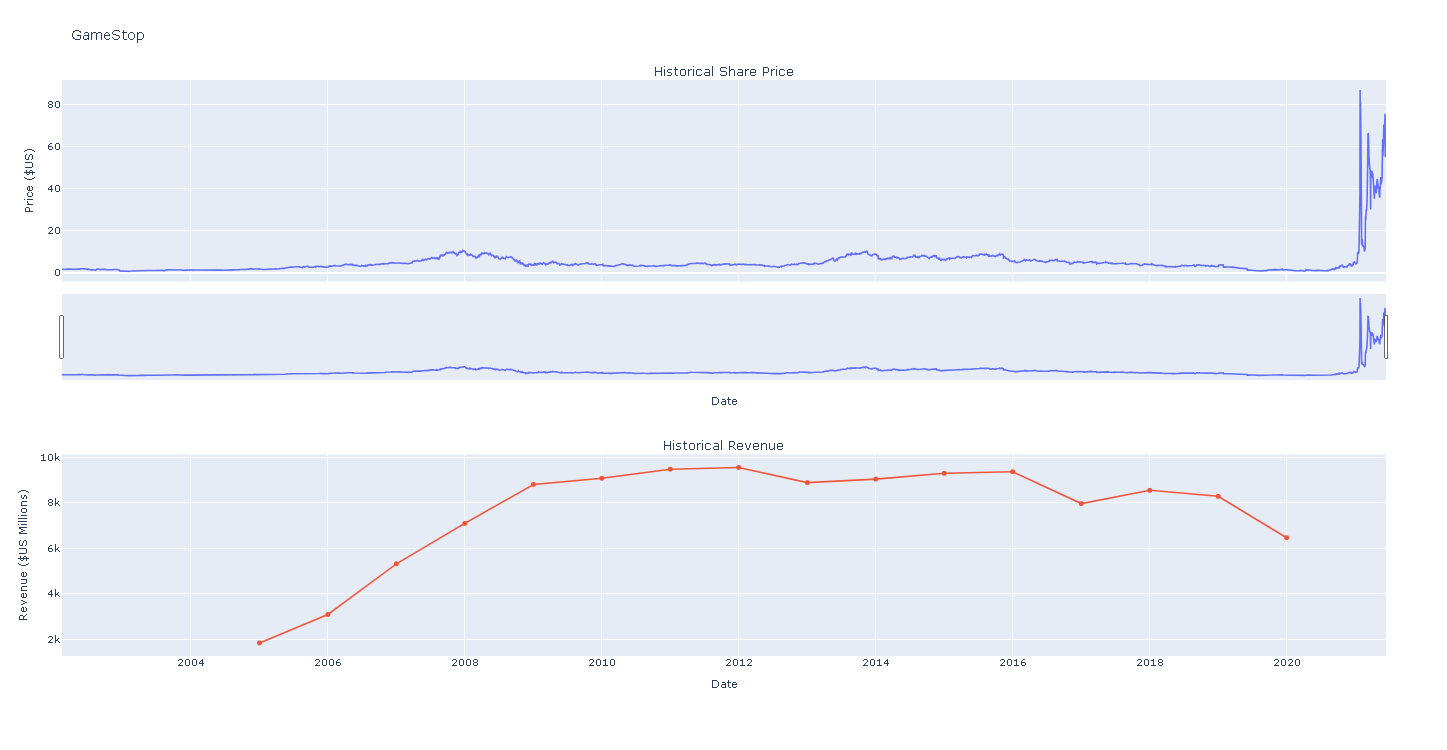 GameStop
Historical Share Price
Price ($US)
80
60
40
20
0
Date
Historical Revenue
Revenue ($US Millions)
10k
8k
6k
4k
2k
2004 2006 2008 2010 2012 2014 2016 2018 2020
Date